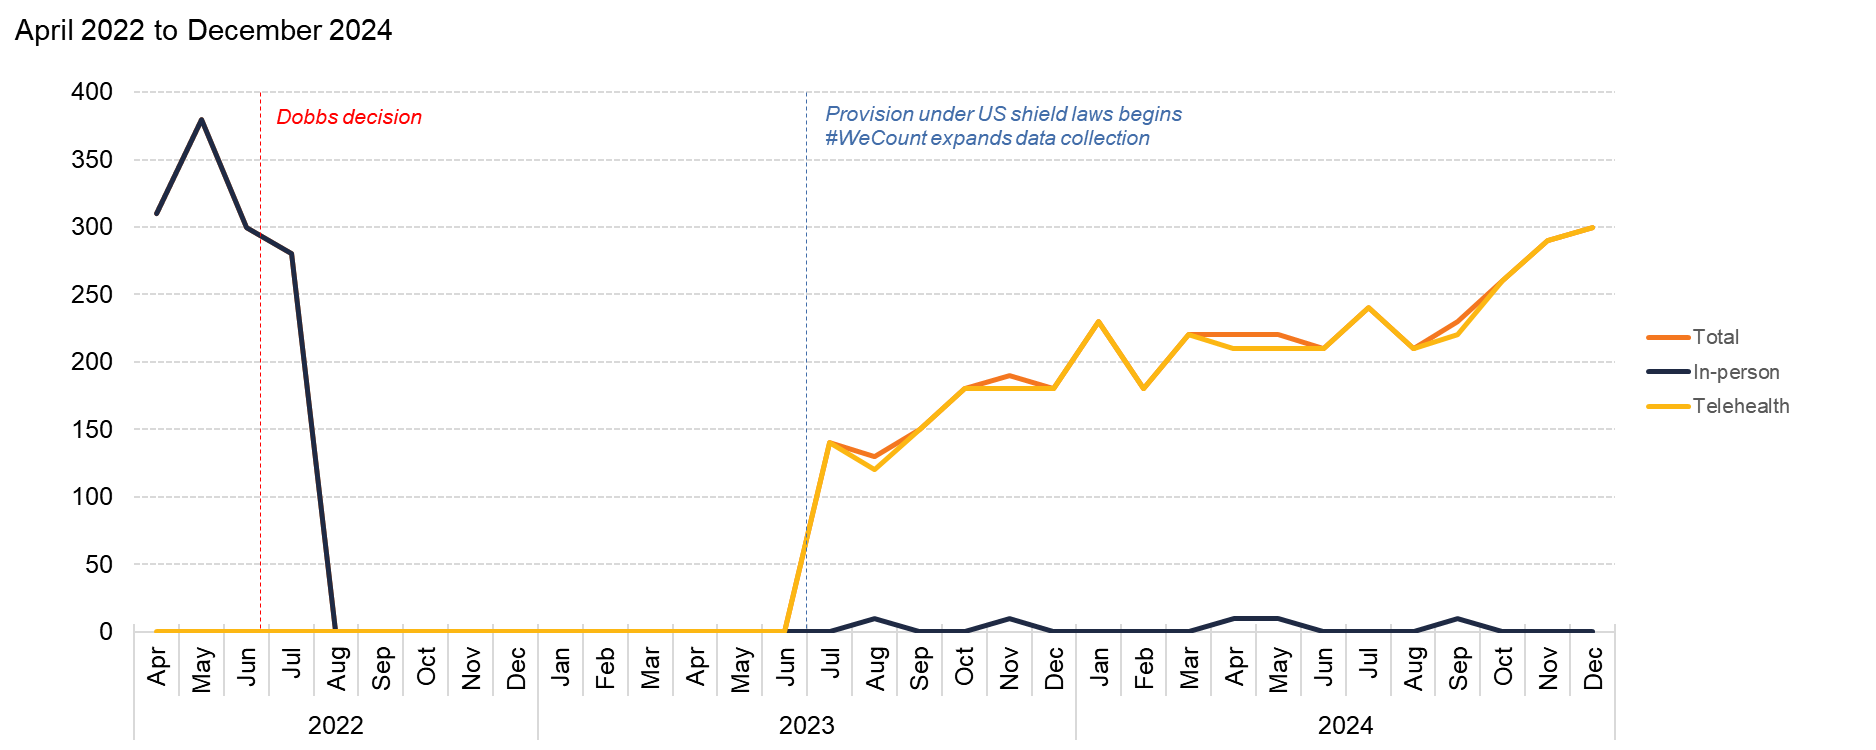 April 2022 to December 2024
400
350
300
250
200
150
100
50
0
Dobbs decision
Provision under US shield laws begins
#WeCount expands data collection
Total
In-person
Telehealth
Apr May Jun Jul Aug Sep Oct Nov Dec Jan Feb Mar Apr May Jun Jul Aug Sep Oct Nov Dec Jan Feb Mar Apr May Jun Jul Aug Sep Oct Nov Dec
2022 2023 2024